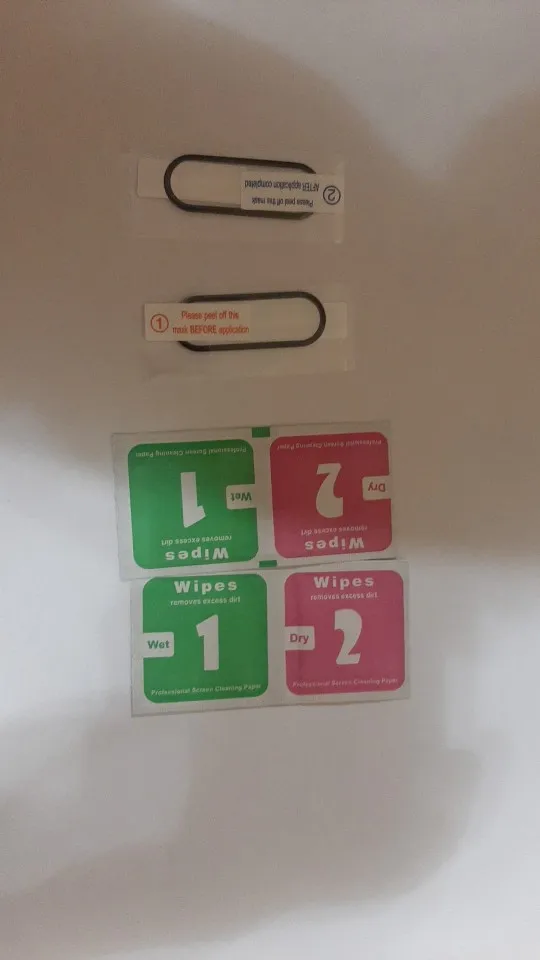 2
Please peel off this mask
AFTER application completed
1
Please peel off this
mask BEFORE application
Wipes
removes excess dirt
Wet
1
Professional Screen Cleaning Paper
Wipes
removes excess dirt
Dry
2
Professional Screen Cleaning Paper
Wipes
removes excess dirt
Wet
1
Professional Screen Cleaning Paper
Wipes
removes excess dirt
Dry
2
Professional Screen Cleaning Paper